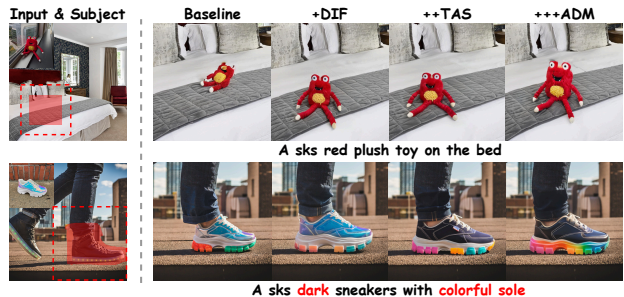 Input & Subject Baseline +DIF ++TAS +++ADM
A sks red plush toy on the bed
A sks dark sneakers with colorful sole